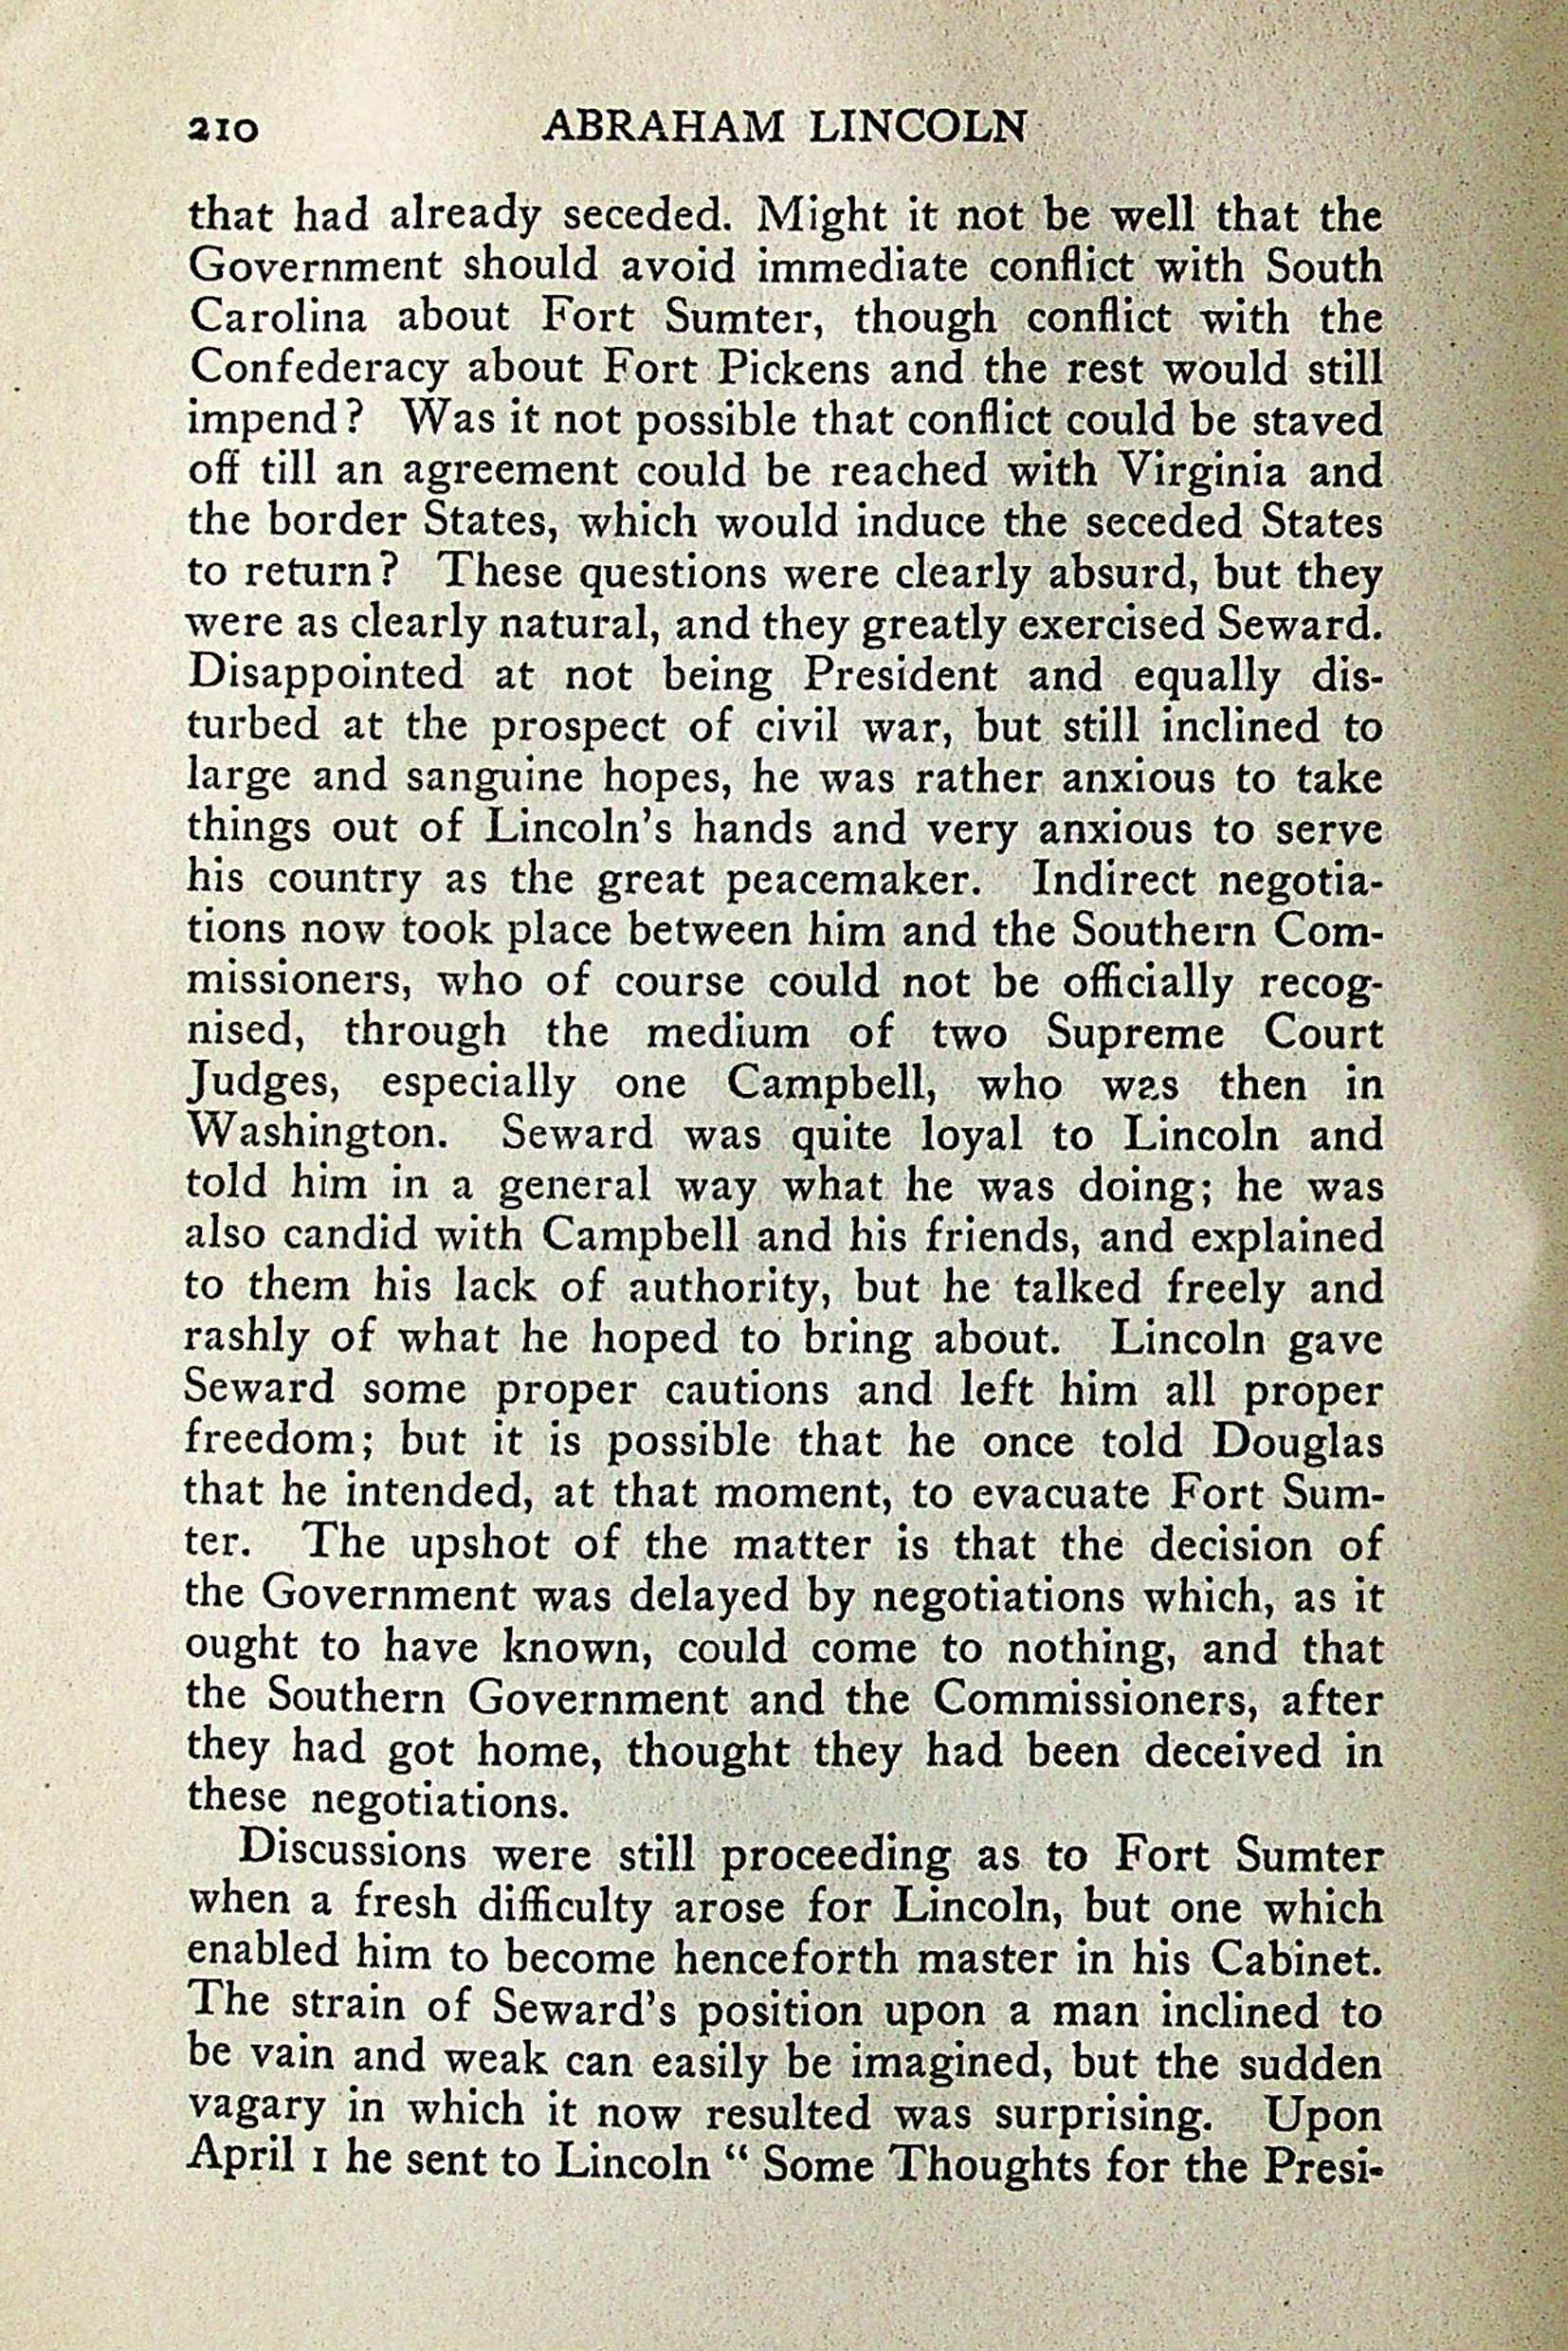 210 ABRAHAM LINCOLN
that had already seceded. Might it not be well that the
Government should avoid immediate conflict with South
Carolina about Fort Sumter, though conflict with the
Confederacy about Fort Pickens and the rest would still
impend? Was it not possible that conflict could be staved
off till an agreement could be reached with Virginia and
the border States, which would induce the seceded States
to return? These questions were clearly absurd, but they
were as clearly natural, and they greatly exercised Seward.
Disappointed at not being President and equally dis-
turbed at the prospect of civil war, but still inclined to
large and sanguine hopes, he was rather anxious to take
things out of Lincoln's hands and very anxious to serve
his country as the great peacemaker. Indirect negotia-
tions now took place between him and the Southern Com-
missioners, who of course could not be officially recog-
nised, through the medium of two Supreme Court
Judges, especially one Campbell, who was then in
Washington. Seward was quite loyal to Lincoln and
told him in a general way what he was doing; he was
also candid with Campbell and his friends, and explained
to them his lack of authority, but he talked freely and
rashly of what he hoped to bring about. Lincoln gave
Seward some proper cautions and left him all proper
freedom; but it is possible that he once told Douglas
that he intended, at that moment, to evacuate Fort Sum-
ter. The upshot of the matter is that the decision of
the Government was delayed by negotiations which, as it
ought to have known, could come to nothing, and that
the Southern Government and the Commissioners, after
they had got home, thought they had been deceived in
these negotiations.
Discussions were still proceeding as to Fort Sumter
when a fresh difficulty arose for Lincoln, but one which
enabled him to become henceforth master in his Cabinet.
The strain of Seward's position upon a man inclined to
be vain and weak can easily be imagined, but the sudden
vagary in which it now resulted was surprising. Upon
April 1 he sent to Lincoln “ Some Thoughts for the Presi-